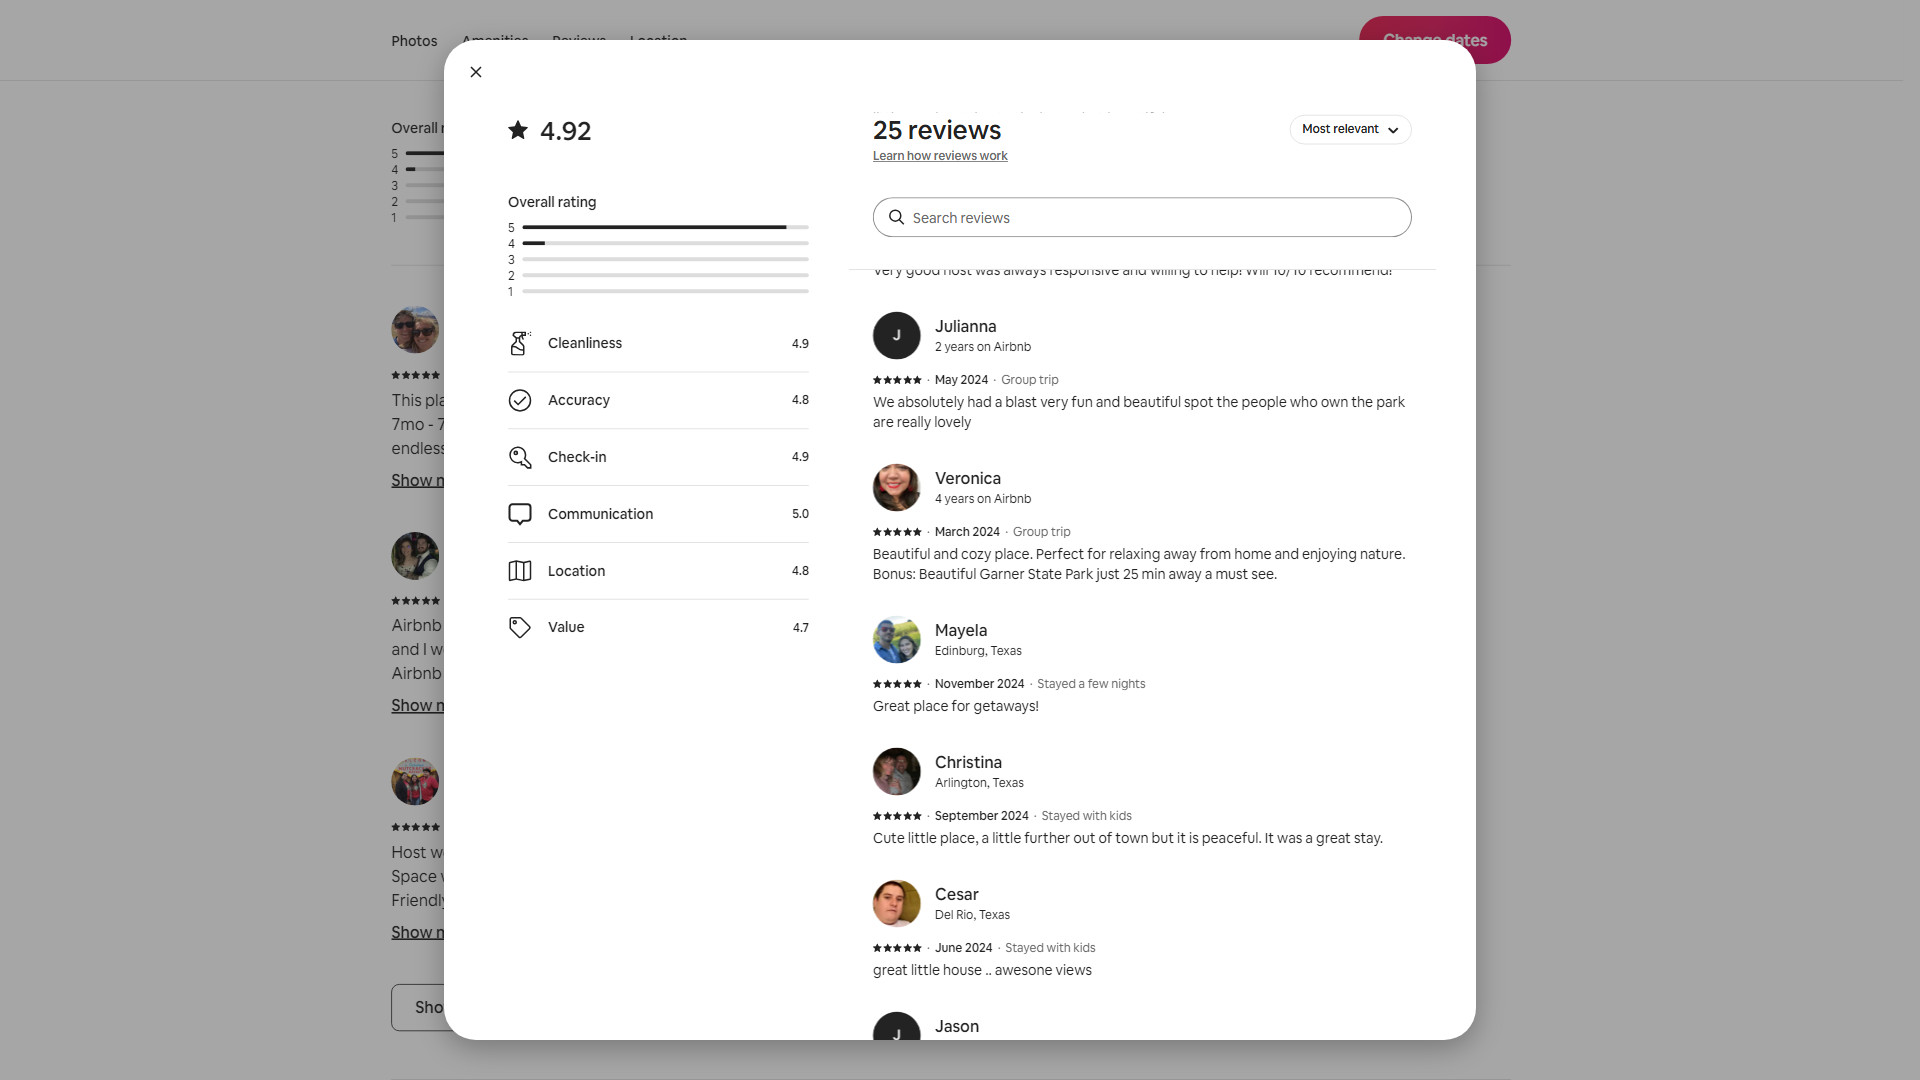 Photos
Change dates
4.92
25 reviews
Learn how reviews work
Most relevant
Search reviews
Overall
5
4
3
2
1
Overall rating
5
4
3
2
1
Cleanliness 4.9
Accuracy 4.8
Check-in 4.9
Communication 5.0
Location 4.8
Value 4.7
Very good host was always responsive and willing to help! Will 10/10 recommend!
J
Julianna
2 years on Airbnb
· May 2024 · Group trip
We absolutely had a blast very fun and beautiful spot the people who own the park
are really lovely
Veronica
4 years on Airbnb
· March 2024 · Group trip
Beautiful and cozy place. Perfect for relaxing away from home and enjoying nature.
Bonus: Beautiful Garner State Park just 25 min away a must see.
Mayela
Edinburg, Texas
· November 2024 · Stayed a few nights
Great place for getaways!
Christina
Arlington, Texas
· September 2024 · Stayed with kids
Cute little place, a little further out of town but it is peaceful. It was a great stay.
Cesar
Del Rio, Texas
· June 2024 · Stayed with kids
great little house .. awesone views
J
Jason
This
7mo - 7
endless
Show
Airbnb
and I
Airbnb
Show
Host
Space
Friendly
Show